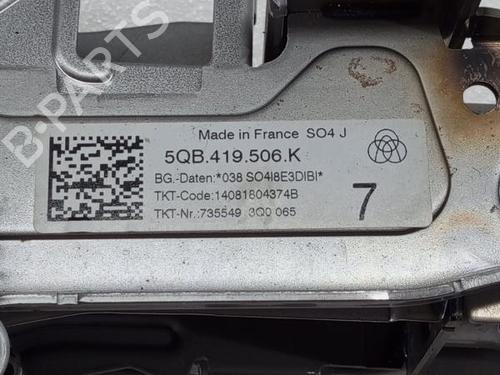 B-PARTS
Made in France SO4 J
5QB.419.506.K
BG.-Daten:*038 SO4I8E3DIBI*
TKT-Code:14081604374B
TKT-Nr.:735549 3Q0 065
7